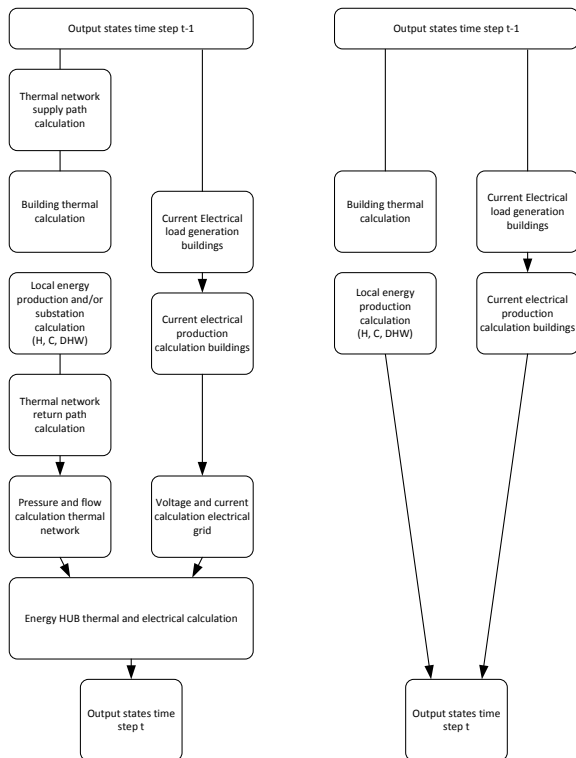 Output states time step t-1
Thermal network
supply path
calculation
Building thermal
calculation
Current Electrical
load generation
buildings
Local energy
production and/or
substation
calculation
(H, C, DHW)
Current electrical
production
calculation buildings
Thermal network
return path
calculation
Pressure and flow
calculation thermal
network
Voltage and current
calculation electrical
grid
Energy HUB thermal and electrical calculation
Output states time
step t
Output states time step t-1
Building thermal
calculation
Current Electrical
load generation
buildings
Local energy
production
calculation
(H, C, DHW)
Current electrical
production
calculation buildings
Output states time
step t